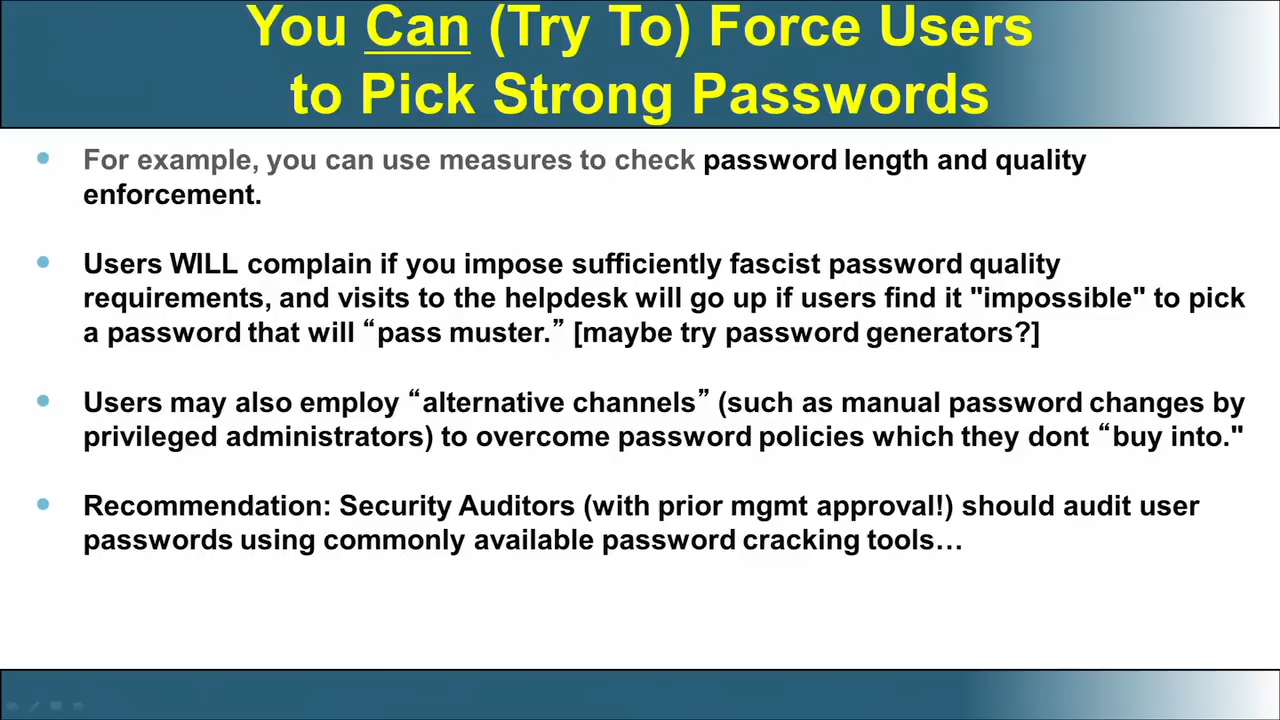 You Can (Try To) Force Users
to Pick Strong Passwords
• For example, you can use measures to check password length and quality
enforcement.
• Users WILL complain if you impose sufficiently fascist password quality
requirements, and visits to the helpdesk will go up if users find it "impossible" to pick
a password that will “pass muster.” [maybe try password generators?]
• Users may also employ “alternative channels” (such as manual password changes by
privileged administrators) to overcome password policies which they dont “buy into."
• Recommendation: Security Auditors (with prior mgmt approval!) should audit user
passwords using commonly available password cracking tools…